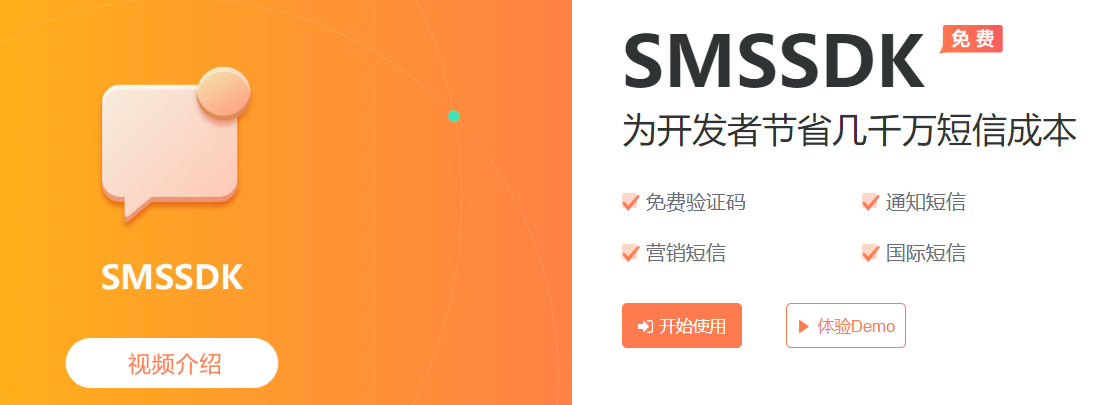 SMSSDK
视频介绍
SMSSDK 免费
为开发者节省几千万短信成本
免费验证码 通知短信
营销短信 国际短信
开始使用 体验Demo